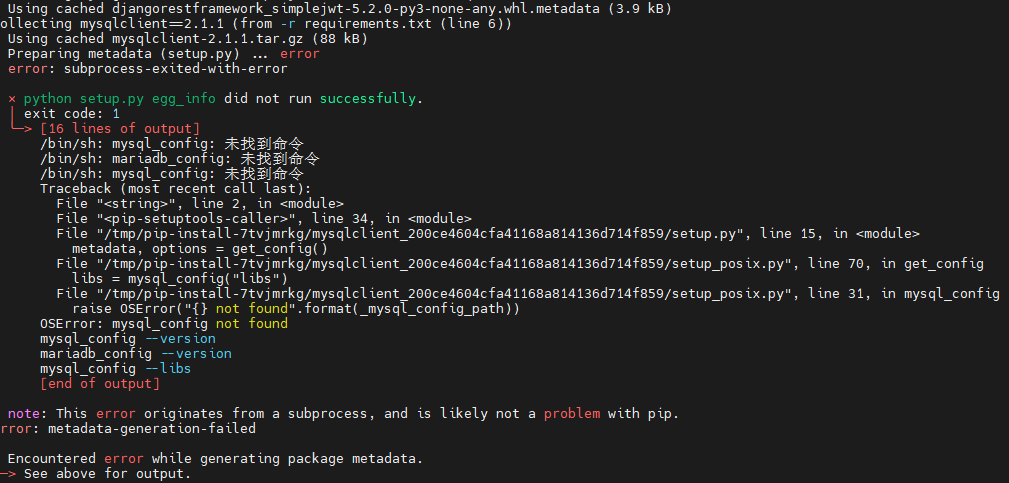 Using cached djangorestframework_simplejwt-5.2.0-py3-none-any.whl.metadata (3.9 kB)
ollecting mysqlclient==2.1.1 (from -r requirements.txt (line 6))
Using cached mysqlclient-2.1.1.tar.gz (88 kB)
Preparing metadata (setup.py) ... error
error: subprocess-exited-with-error

× python setup.py egg_info did not run successfully.
│ exit code: 1
╰─> [16 lines of output]
/bin/sh: mysql_config: 未找到命令
/bin/sh: mariadb_config: 未找到命令
/bin/sh: mysql_config: 未找到命令
Traceback (most recent call last):
File "<string>", line 2, in <module>
File "<pip-setuptools-caller>", line 34, in <module>
File "/tmp/pip-install-7tvjmrkg/mysqlclient_200ce4604cfa41168a814136d714f859/setup.py", line 15, in <module>
metadata, options = get_config()
File "/tmp/pip-install-7tvjmrkg/mysqlclient_200ce4604cfa41168a814136d714f859/setup_posix.py", line 70, in get_config
libs = mysql_config("libs")
File "/tmp/pip-install-7tvjmrkg/mysqlclient_200ce4604cfa41168a814136d714f859/setup_posix.py", line 31, in mysql_config
raise OSError("{} not found".format(_mysql_config_path))
OSError: mysql_config not found
mysql_config --version
mariadb_config --version
mysql_config --libs
[end of output]

note: This error originates from a subprocess, and is likely not a problem with pip.
rror: metadata-generation-failed

Encountered error while generating package metadata.
─> See above for output.